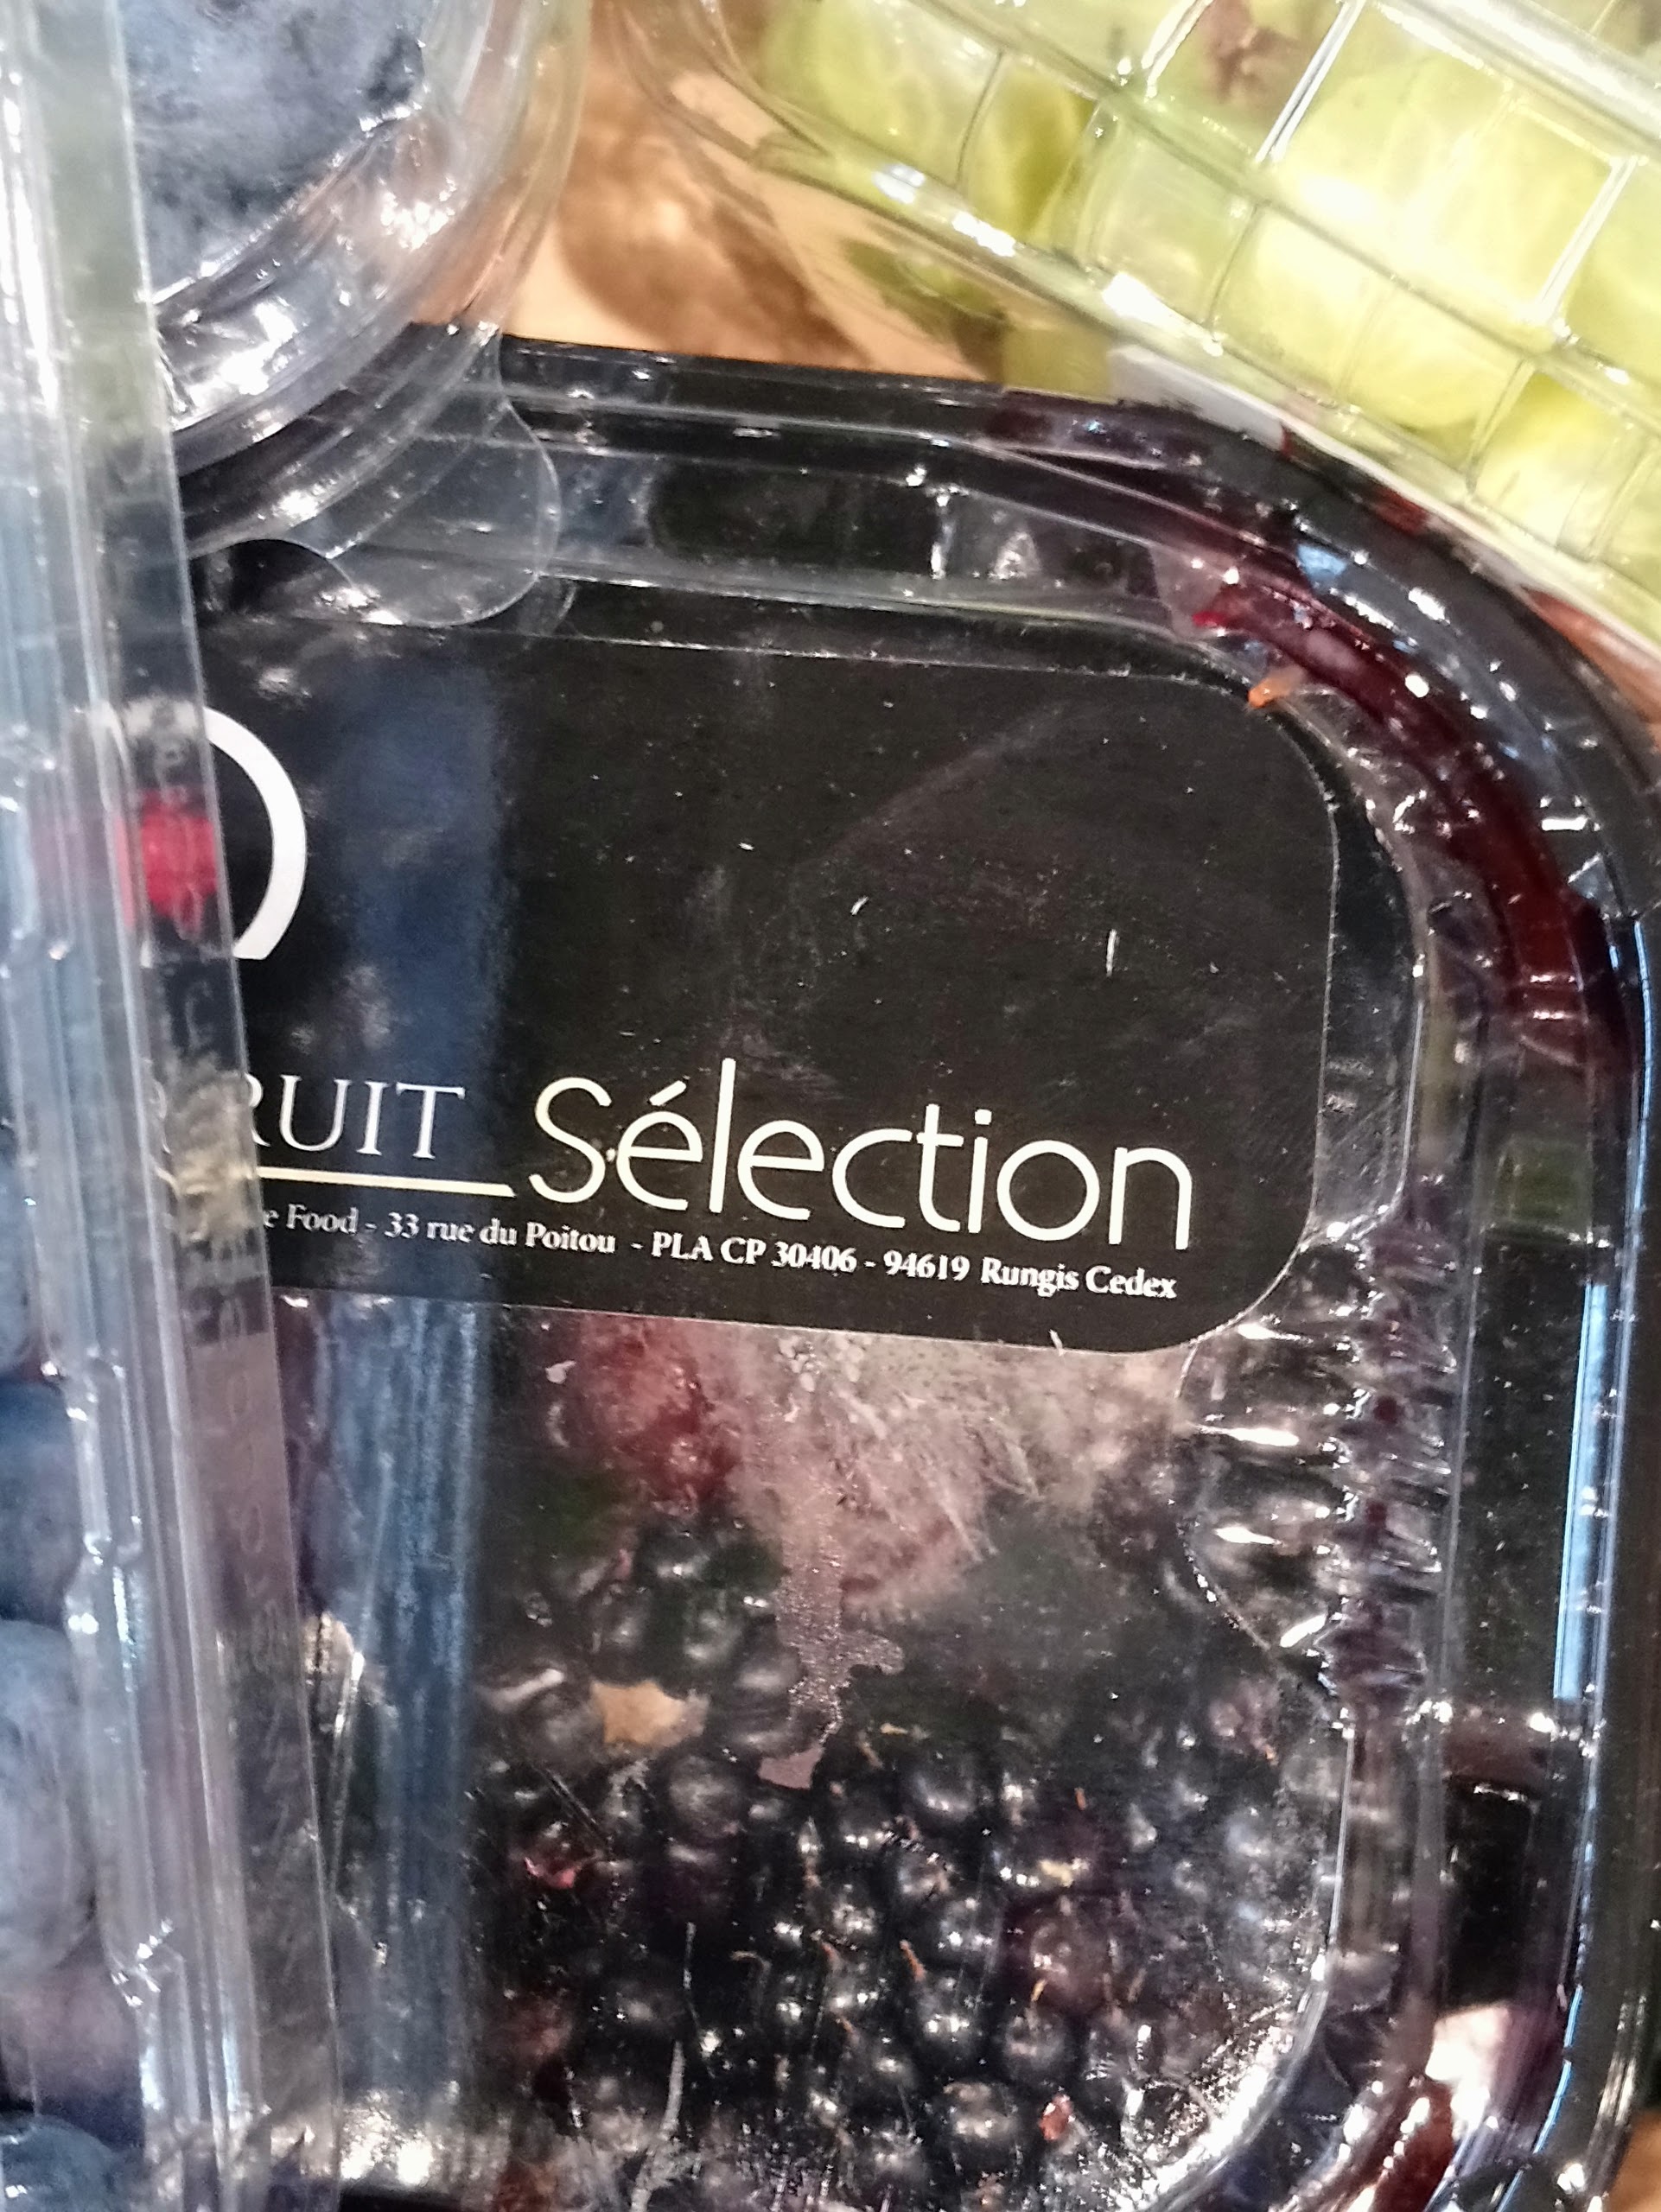 RUIT Sélection
e Food - 33 rue du Poitou - PLA CP 30406 - 94619 Rungis Cedex